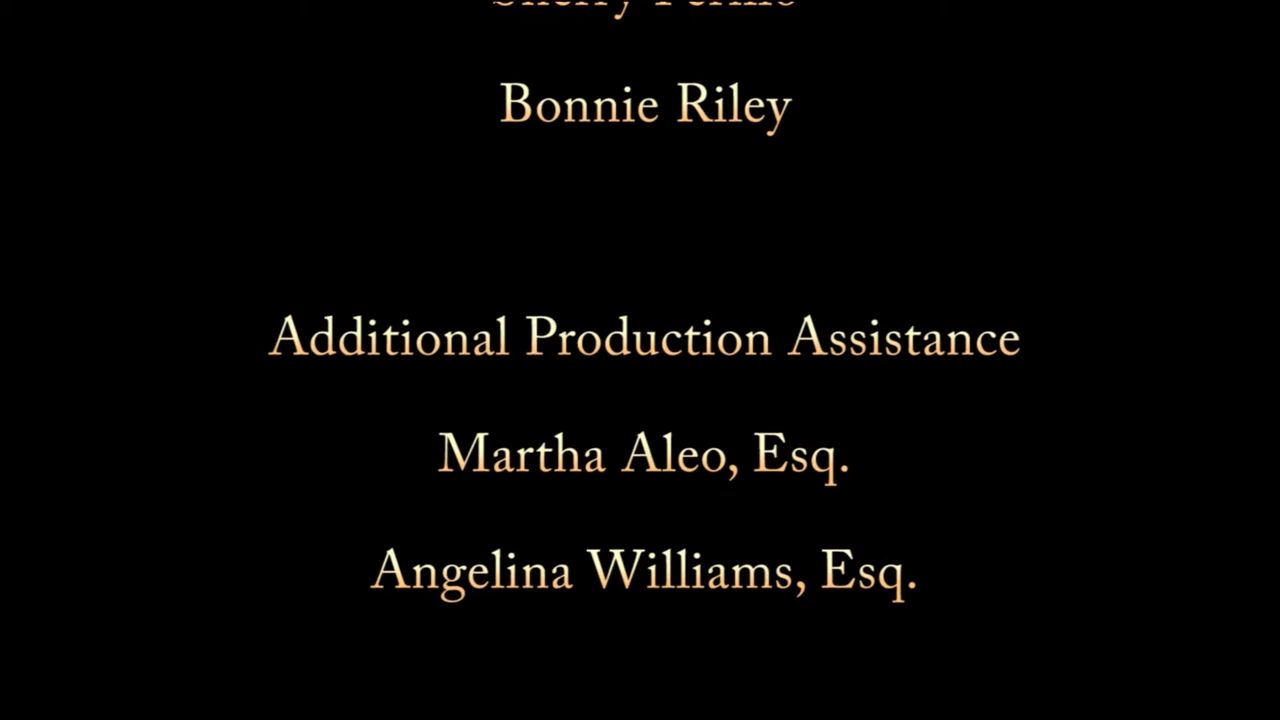 Bonnie Riley
Additional Production Assistance
Martha Aleo, Esq.
Angelina Williams, Esq.